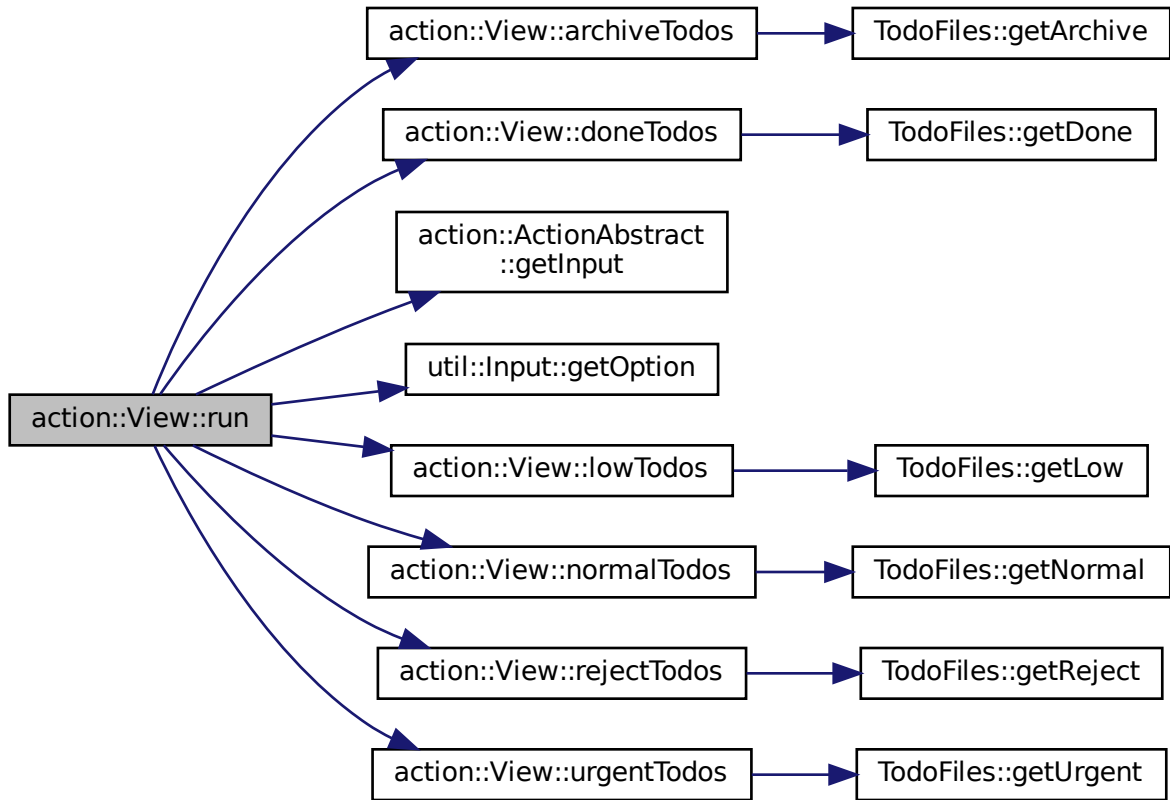 action::View::archiveTodos
TodoFiles::getArchive
action::View::doneTodos
TodoFiles::getDone
action::ActionAbstract
::getInput
util::Input::getOption
action::View::run
action::View::lowTodos
TodoFiles::getLow
action::View::normalTodos
TodoFiles::getNormal
action::View::rejectTodos
TodoFiles::getReject
action::View::urgentTodos
TodoFiles::getUrgent